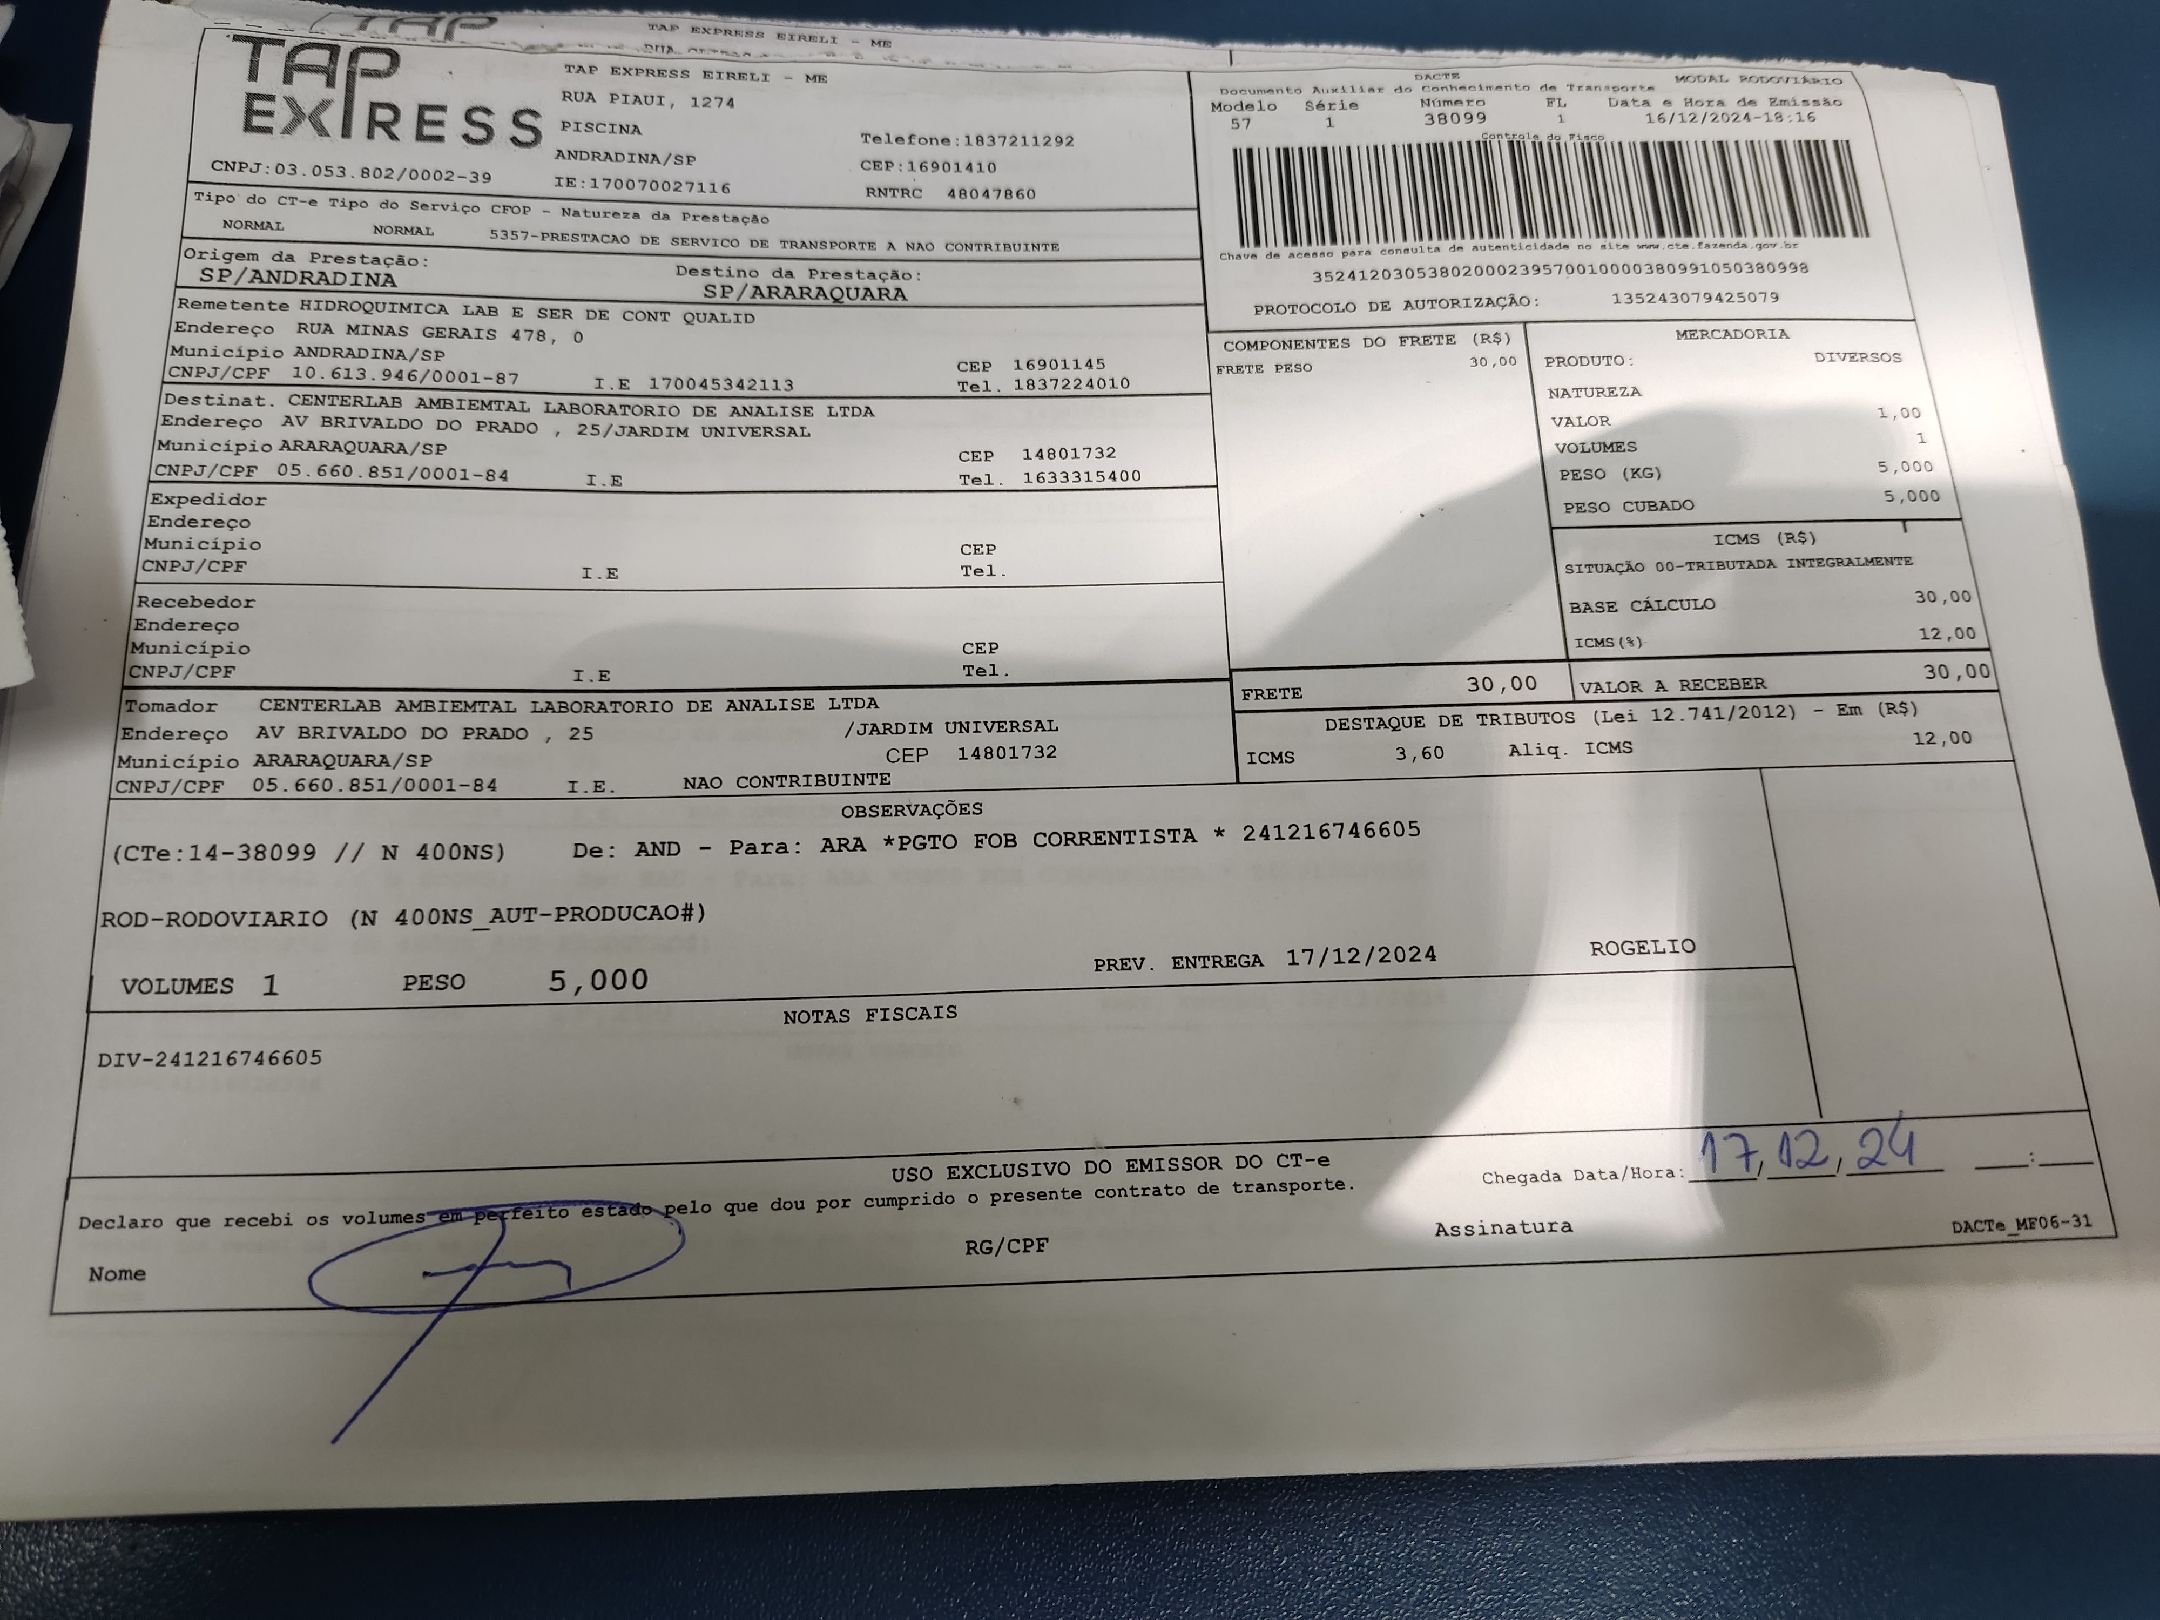 TAP
TAP EXPRESS EIRELI - ME
TAP
EXPRESS
TAP EXPRESS EIRELI - ME
RUA PIAUI, 1274
PISCINA
ANDRADINA/SP
IE:170070027116
Telefone:1837211292
CEP:16901410
RNTRC 48047860
CNPJ:03.053.802/0002-39
DACTE MODAL RODOVIÁRIO
Documento Auxiliar do Conhecimento de Transporte
Modelo Série Número FL Data e Hora de Emissão
57 1 38099 1 16/12/2024-18:16
Controle do Fisco
Chave de acesso para consulta de autenticidade no site www.cte.fazenda.gov.br
35241203053802000239570010000380991050380998
PROTOCOLO DE AUTORIZAÇÃO: 135243079425079
Tipo do CT-e Tipo do Serviço CFOP - Natureza da Prestação
NORMAL NORMAL 5357-PRESTACAO DE SERVICO DE TRANSPORTE A NAO CONTRIBUINTE
Origem da Prestação: Destino da Prestação:
SP/ANDRADINA SP/ARARAQUARA
Remetente HIDROQUIMICA LAB E SER DE CONT QUALID
Endereço RUA MINAS GERAIS 478, 0
Município ANDRADINA/SP CEP 16901145
CNPJ/CPF 10.613.946/0001-87 I.E 170045342113 Tel. 1837224010
Destinat. CENTERLAB AMBIEMTAL LABORATORIO DE ANALISE LTDA
Endereço AV BRIVALDO DO PRADO , 25/JARDIM UNIVERSAL
Município ARARAQUARA/SP CEP 14801732
CNPJ/CPF 05.660.851/0001-84 I.E Tel. 1633315400
Expedidor
Endereço
Município CEP
CNPJ/CPF I.E Tel.
Recebedor
Endereço
Município CEP
CNPJ/CPF I.E Tel.
Tomador CENTERLAB AMBIEMTAL LABORATORIO DE ANALISE LTDA
Endereço AV BRIVALDO DO PRADO , 25 /JARDIM UNIVERSAL
Município ARARAQUARA/SP CEP 14801732
CNPJ/CPF 05.660.851/0001-84 I.E. NAO CONTRIBUINTE
COMPONENTES DO FRETE (R$)
FRETE PESO 30,00
MERCADORIA
PRODUTO: DIVERSOS
NATUREZA
VALOR 1,00
VOLUMES 1
PESO (KG) 5,000
PESO CUBADO 5,000
ICMS (R$)
SITUAÇÃO 00-TRIBUTADA INTEGRALMENTE
BASE CÁLCULO 30,00
ICMS(%) 12,00
FRETE 30,00 VALOR A RECEBER 30,00
DESTAQUE DE TRIBUTOS (Lei 12.741/2012) - Em (R$)
ICMS 3,60 Aliq. ICMS 12,00
OBSERVAÇÕES
(CTe:14-38099 // N 400NS) De: AND - Para: ARA *PGTO FOB CORRENTISTA * 241216746605
ROD-RODOVIARIO (N 400NS_AUT-PRODUCAO#)
VOLUMES 1 PESO 5,000 PREV. ENTREGA 17/12/2024 ROGELIO
NOTAS FISCAIS
DIV-241216746605
USO EXCLUSIVO DO EMISSOR DO CT-e Chegada Data/Hora: 17,12,24 :
Declaro que recebi os volumes em perfeito estado pelo que dou por cumprido o presente contrato de transporte.
Nome RG/CPF Assinatura DACTe_MF06-31